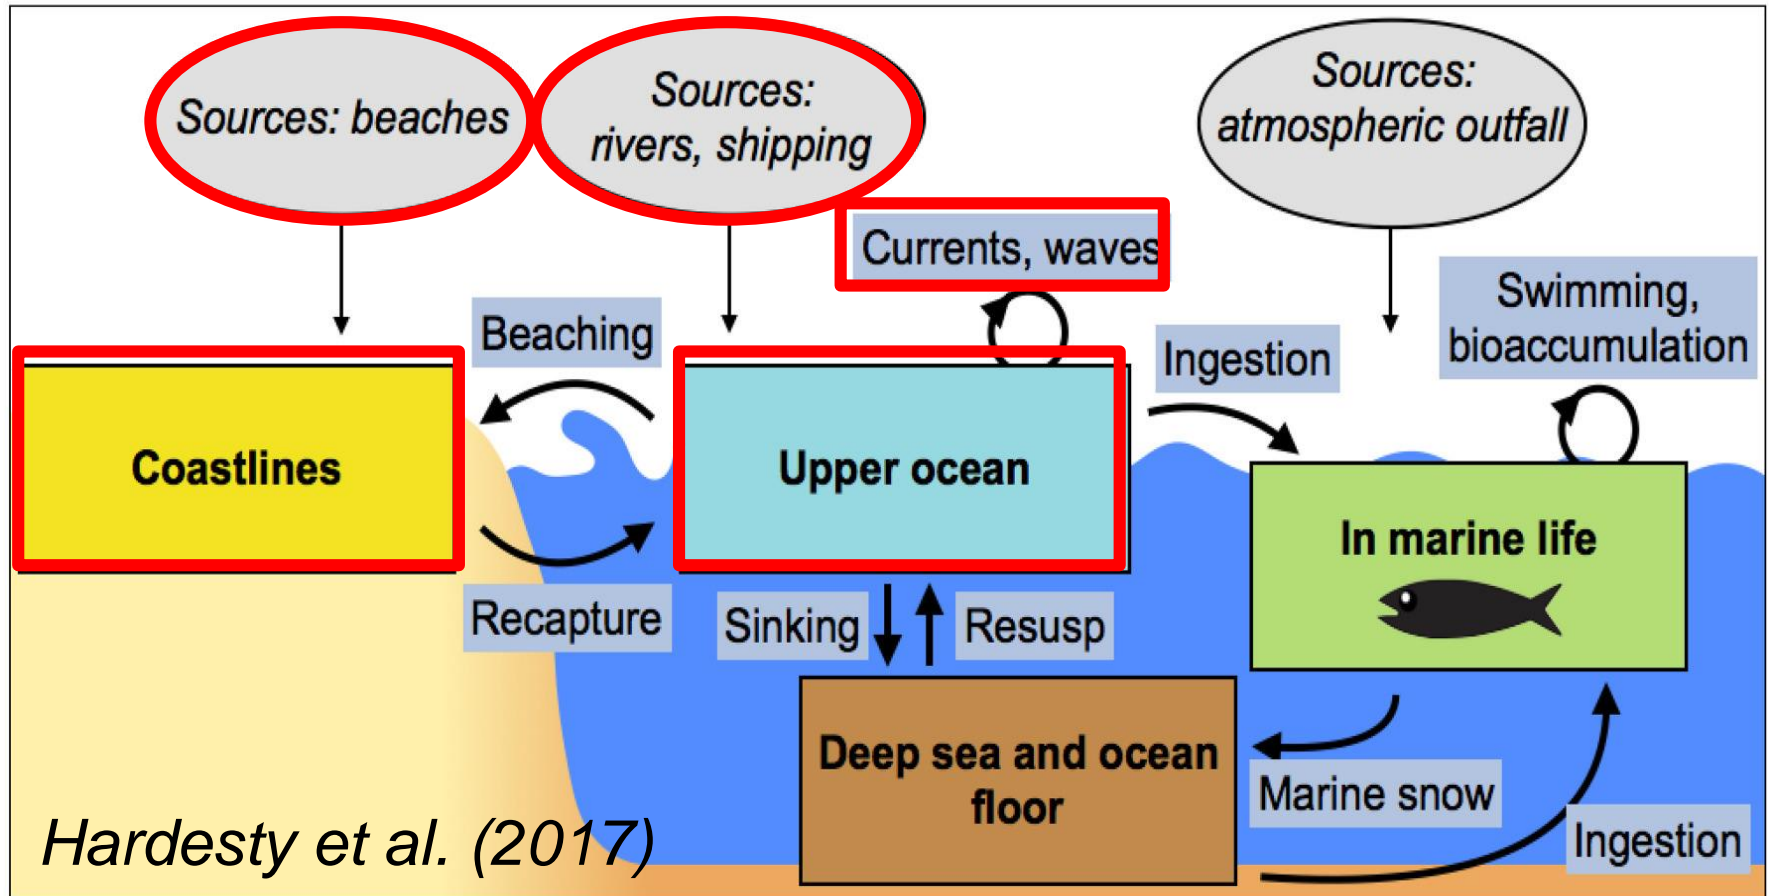 Sources: beaches
Sources:
rivers, shipping
Sources:
atmospheric outfall
Currents, waves
Swimming,
bioaccumulation
Beaching
Ingestion
Coastlines
Upper ocean
In marine life
Recapture
Sinking
Resusp
Deep sea and ocean
floor
Marine snow
Ingestion
Hardesty et al. (2017)